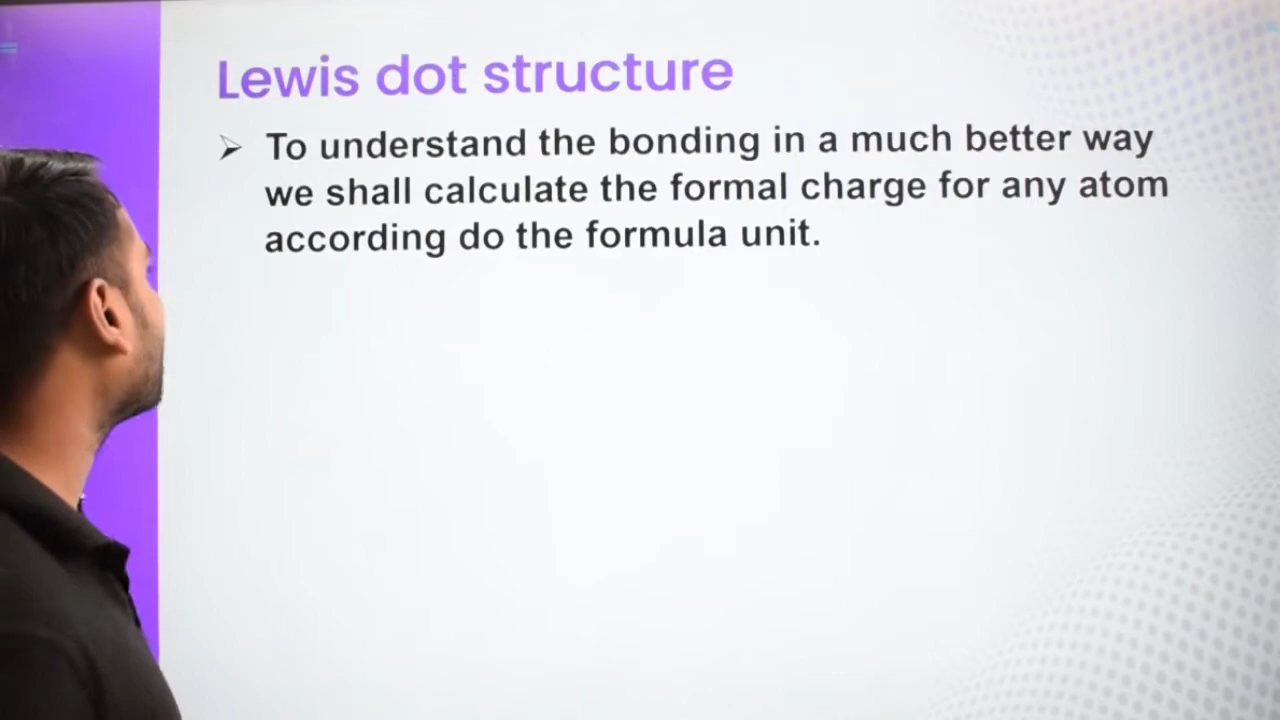 Lewis dot structure
To understand the bonding in a much better way
we shall calculate the formal charge for any atom
according do the formula unit.